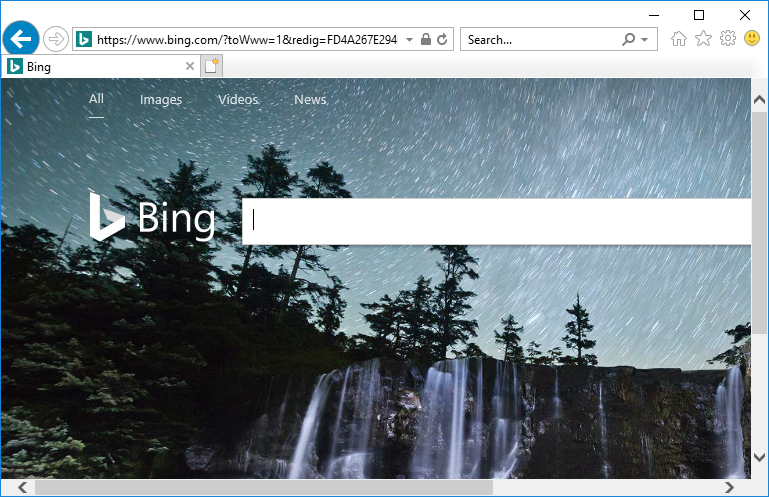 https://www.bing.com/?toWww=1&redig=FD4A267E294
Search...
Bing
All Images Videos News
Bing